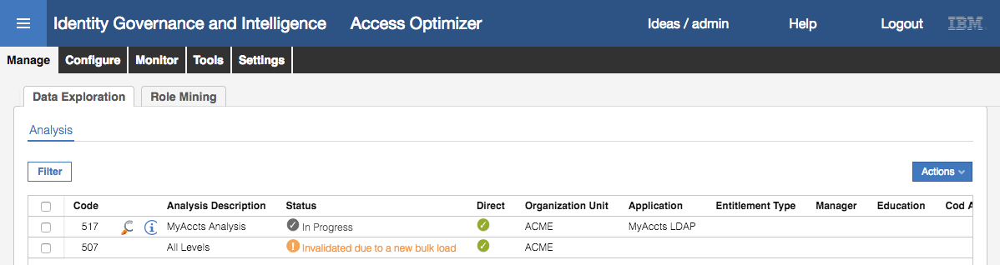 Identity Governance and Intelligence Access Optimizer Ideas / admin Help Logout IBM
Manage Configure Monitor Tools Settings
Data Exploration Role Mining
Analysis
Filter Actions
Code Analysis Description Status Direct Organization Unit Application Entitlement Type Manager Education Cod A
517 MyAccts Analysis In Progress ACME MyAccts LDAP
507 All Levels Invalidated due to a new bulk load ACME